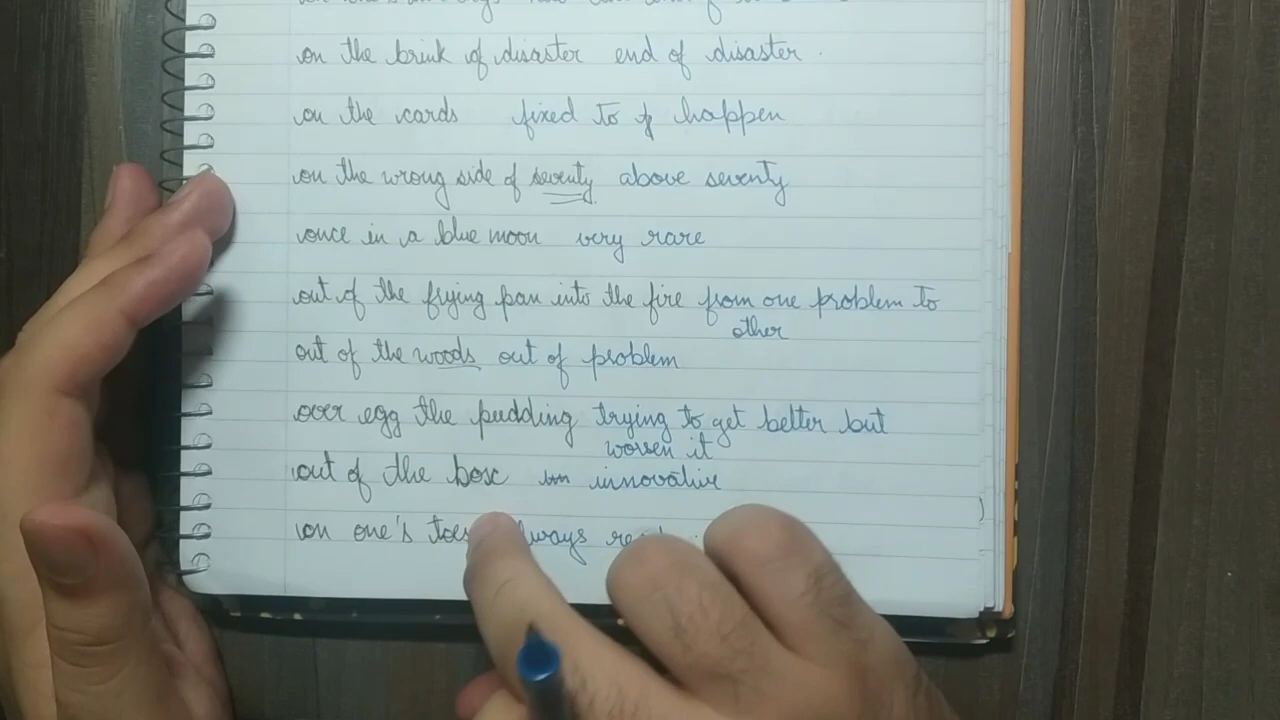 on the brink of disaster end of disaster
on the cards fixed to happen
on the wrong side of seventy above seventy
once in a blue moon very rare
out of the frying pan into the fire from one problem to
other
out of the woods out of problem
over egg the pudding trying to get better but
worsen it
out of the box innovative
on one's toes always